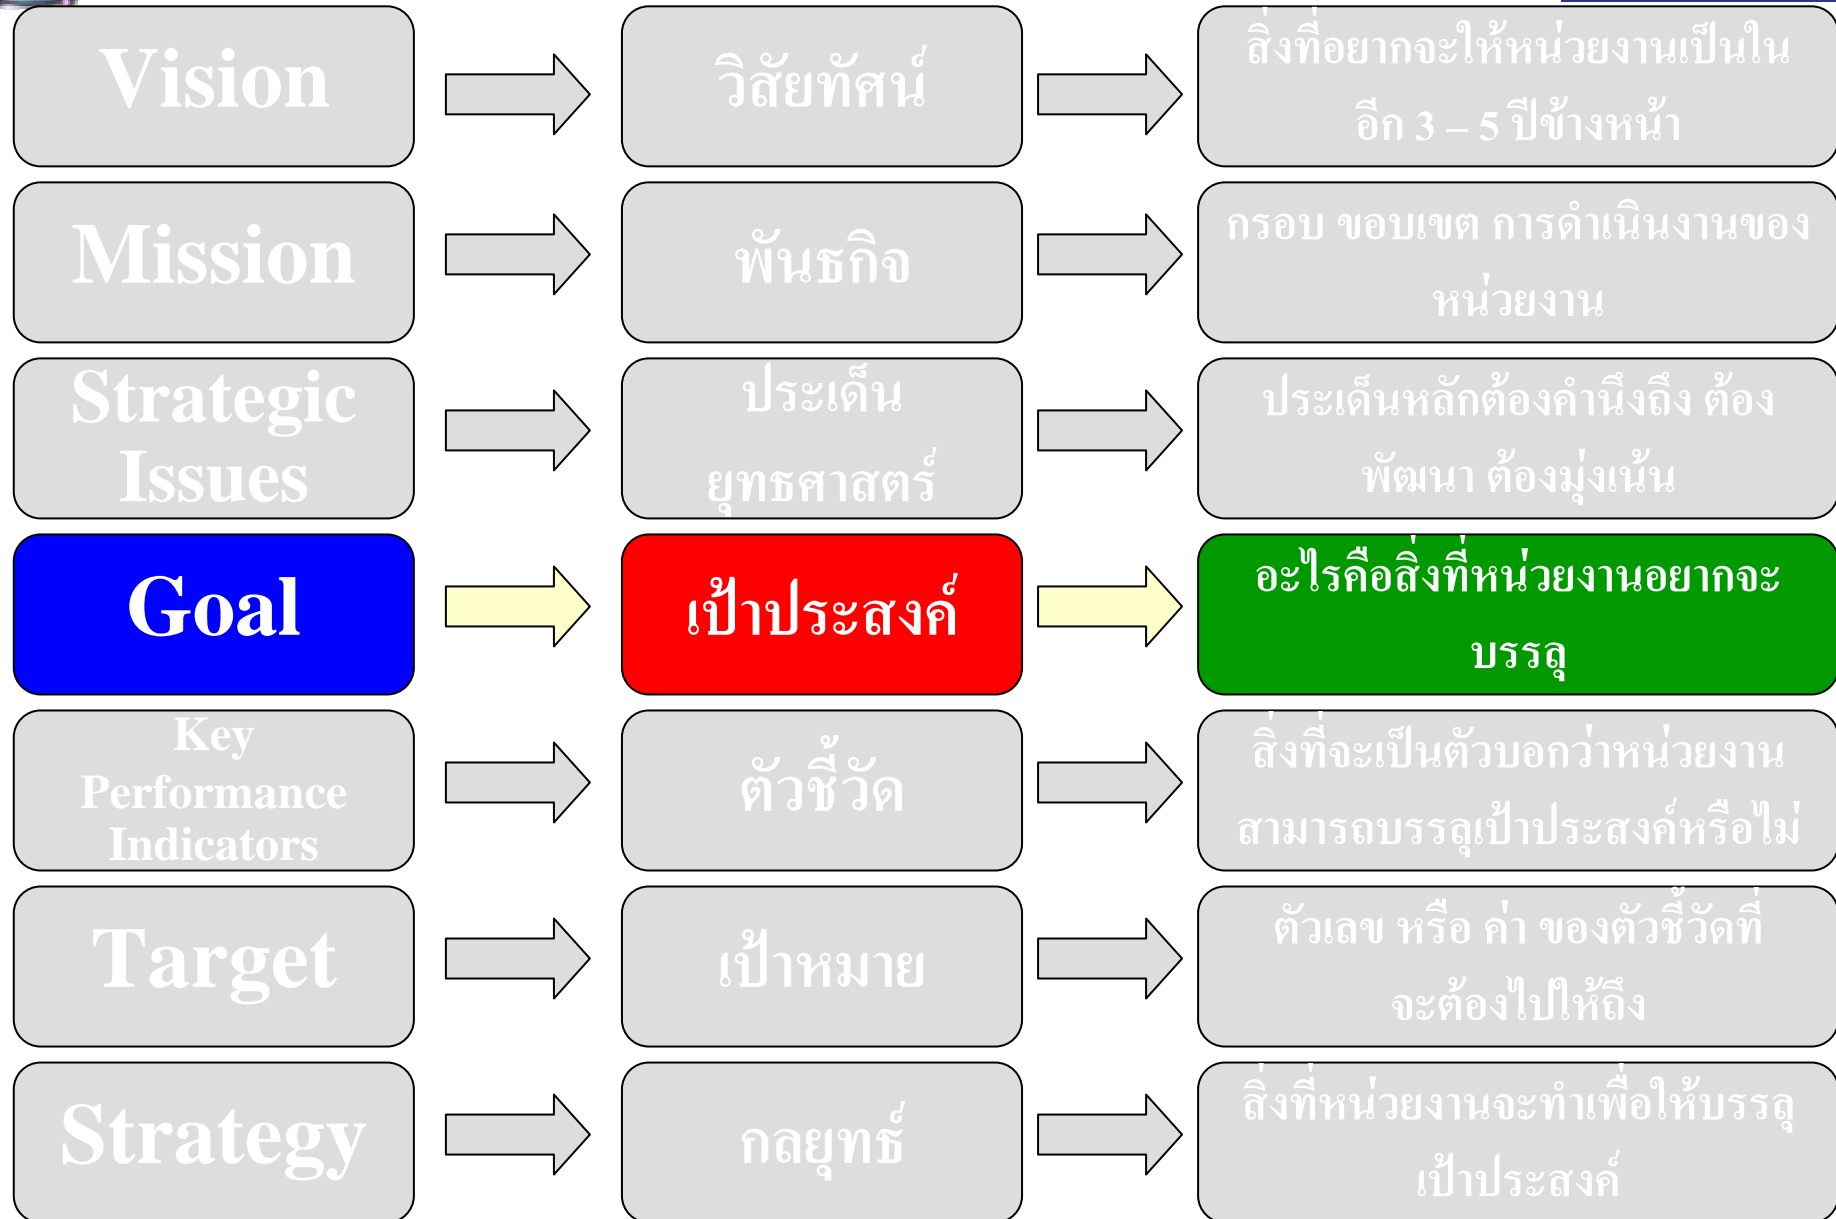 Vision
วิสัยทัศน์
สิ่งที่อยากจะให้หน่วยงานเป็นใน
อีก 3 – 5 ปีข้างหน้า
Mission
พันธกิจ
กรอบ ขอบเขต การดำเนินงานของ
หน่วยงาน
Strategic
Issues
ประเด็น
ยุทธศาสตร์
ประเด็นหลักต้องคำนึงถึง ต้อง
พัฒนา ต้องมุ่งเน้น
Goal
เป้าประสงค์
อะไรคือสิ่งที่หน่วยงานอยากจะ
บรรลุ
Key
Performance
Indicators
ตัวชี้วัด
สิ่งที่จะเป็นตัวบอกว่าหน่วยงาน
สามารถบรรลุเป้าประสงค์หรือไม่
Target
เป้าหมาย
ตัวเลข หรือ ค่า ของตัวชี้วัดที่
จะต้องไปให้ถึง
Strategy
กลยุทธ์
สิ่งที่หน่วยงานจะทำเพื่อให้บรรลุ
เป้าประสงค์